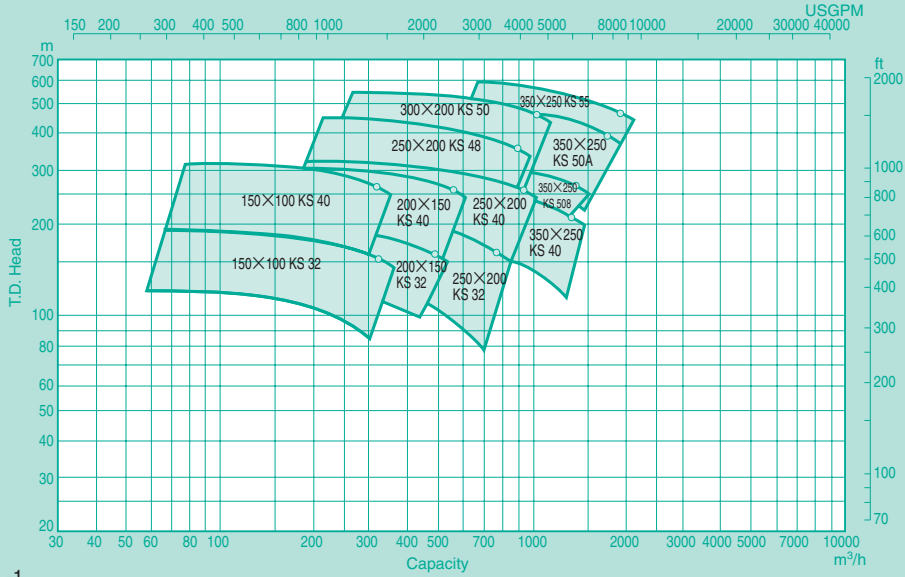 USGPM
150 200 300 400 500 800 1000 2000 4000 5000 7000 10000 20000 30000 40000
m
ft
700
600
500
400
300
200
100
80
60
50
40
30
20
T.D. Head
2000
1000
800
600
500
400
300
200
100
70
350×250 KS 55
300×200 KS 50
250×200 KS 48
350×250
KS 50A
150×100 KS 40
200×150
KS 40
250×200
KS 40
350×250
KS 508
350×250
KS 40
150×100 KS 32
200×150
KS 32
250×200
KS 32
30 40 50 60 80 100 200 300 400 500 700 1000 2000 3000 4000 5000 7000 10000
Capacity
m³/h
1